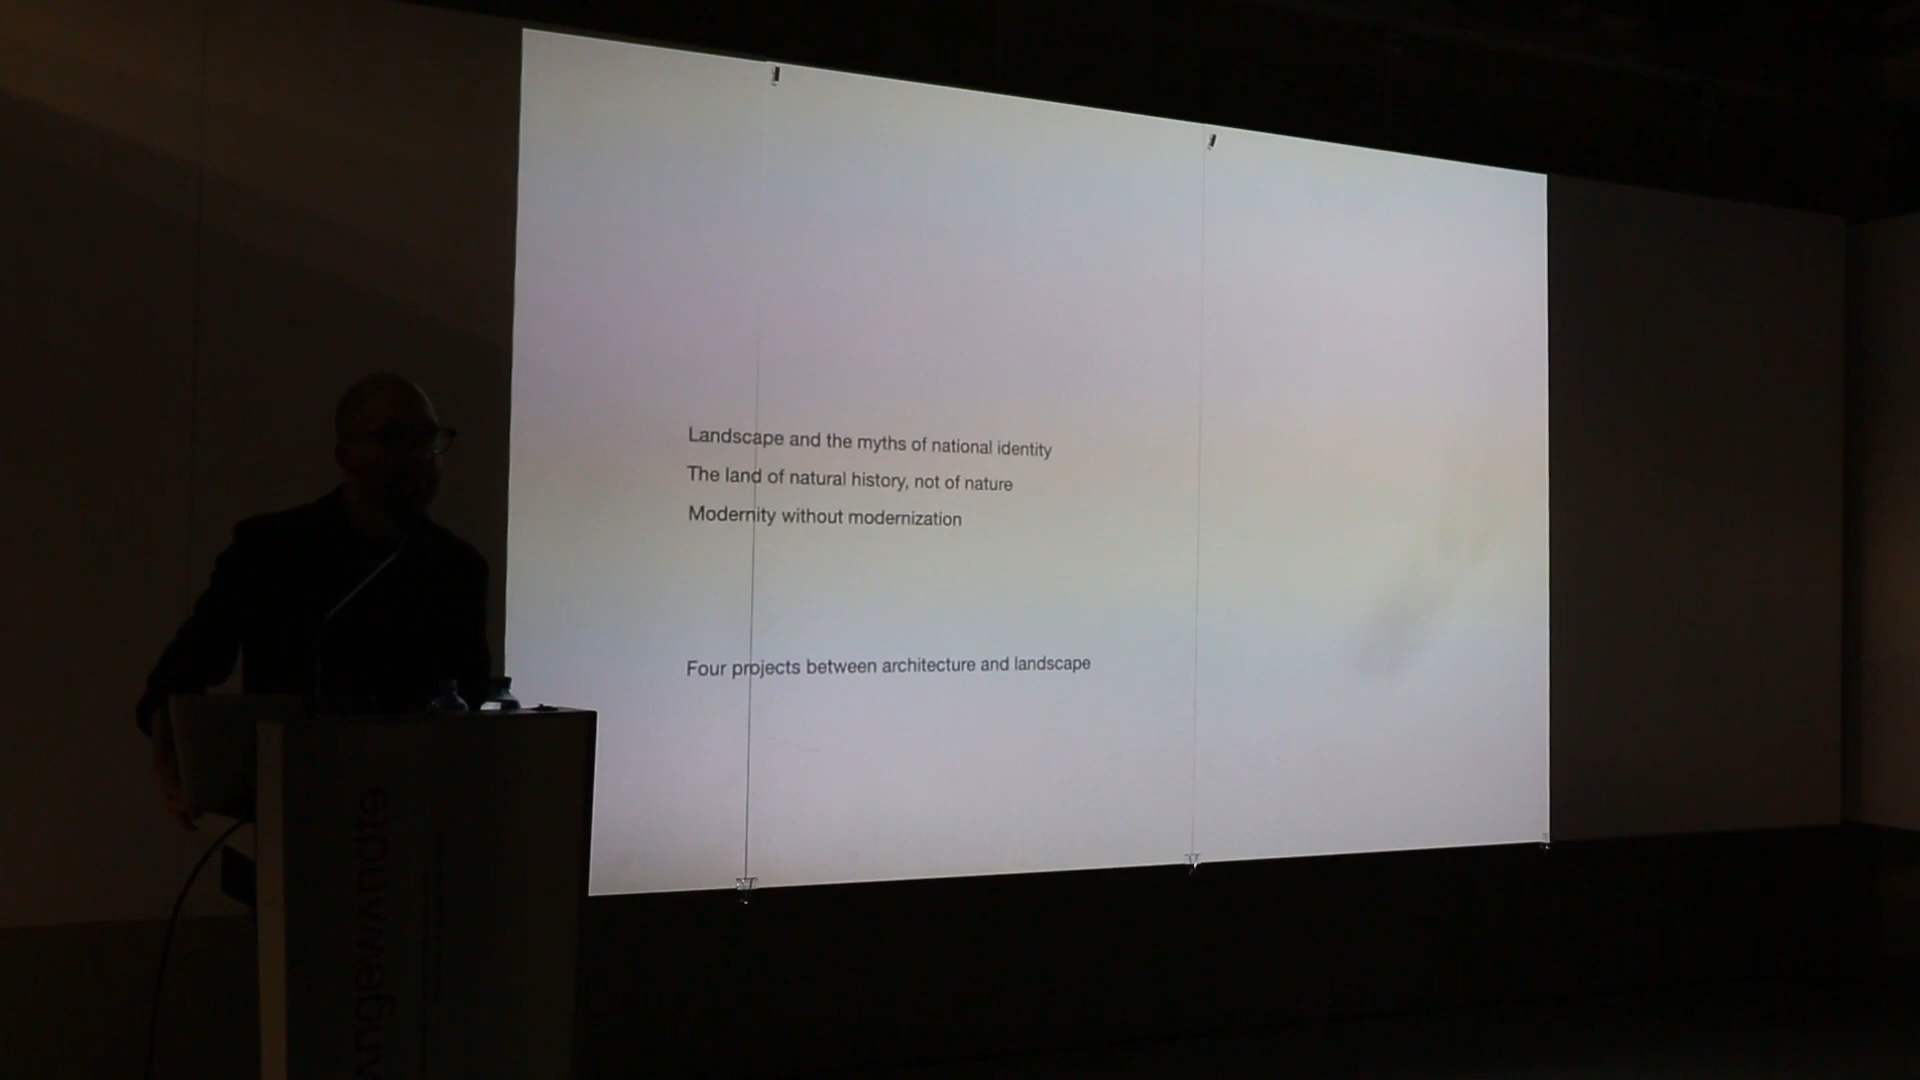 Landscape and the myths of national identity
The land of natural history, not of nature
Modernity without modernization
Four projects between architecture and landscape
angewandte